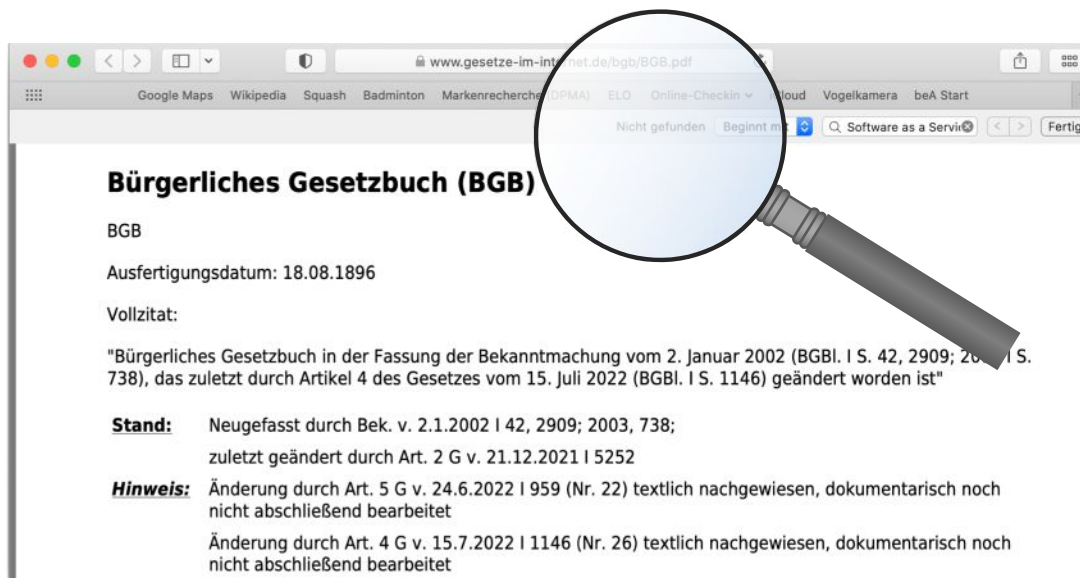 www.gesetze-im-internet.de/bgb/BGB.pdf
Google Maps Wikipedia Squash Badminton Markenrecherche (DPMA) ELO Online-Checkin Vogelkamera beA Start
Nicht gefunden Beginnt Software as a Servi Fertig
Bürgerliches Gesetzbuch (BGB)
BGB
Ausfertigungsdatum: 18.08.1896
Vollzitat:
"Bürgerliches Gesetzbuch in der Fassung der Bekanntmachung vom 2. Januar 2002 (BGBl. I S. 42, 2909; I S.
738), das zuletzt durch Artikel 4 des Gesetzes vom 15. Juli 2022 (BGBl. I S. 1146) geändert worden ist"
Stand: Neugefasst durch Bek. v. 2.1.2002 I 42, 2909; 2003, 738;
zuletzt geändert durch Art. 2 G v. 21.12.2021 I 5252
Hinweis: Änderung durch Art. 5 G v. 24.6.2022 I 959 (Nr. 22) textlich nachgewiesen, dokumentarisch noch
nicht abschließend bearbeitet
Änderung durch Art. 4 G v. 15.7.2022 I 1146 (Nr. 26) textlich nachgewiesen, dokumentarisch noch
nicht abschließend bearbeitet